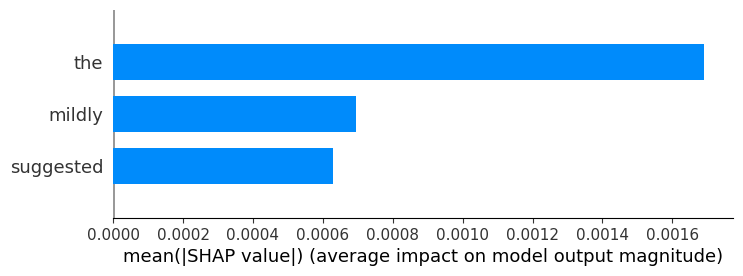 the
mildly
suggested
0.0000 0.0002 0.0004 0.0006 0.0008 0.0010 0.0012 0.0014 0.0016
mean(|SHAP value|) (average impact on model output magnitude)